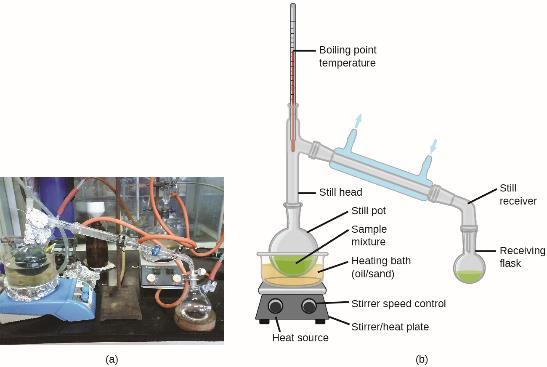 Boiling point
temperature
Still head
Still
receiver
Still pot
Sample
mixture
Receiving
flask
Heating bath
(oil/sand)
Stirrer speed control
Stirrer/heat plate
Heat source
(a)
(b)